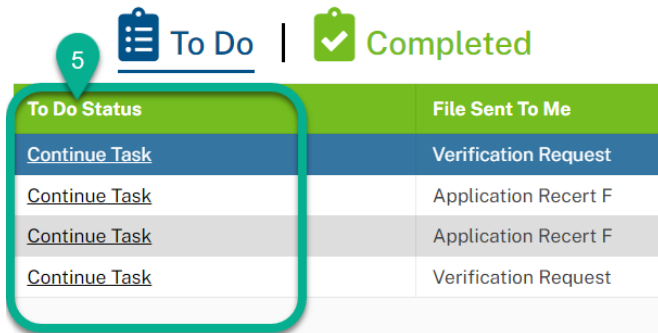 To Do | Completed
5
To Do Status File Sent To Me
Continue Task Verification Request
Continue Task Application Recert F
Continue Task Application Recert F
Continue Task Verification Request